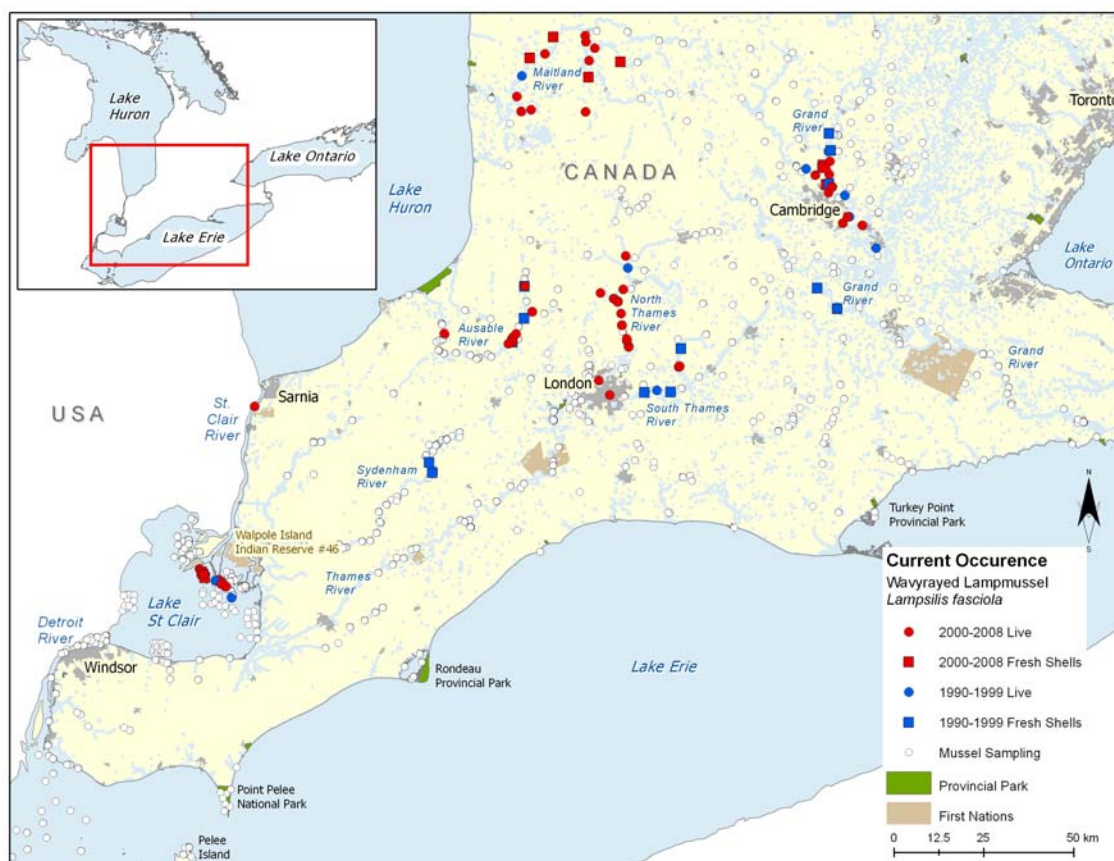 Lake
Huron
Lake Ontario
Lake Erie
Maitland
River
Grand
River
Toronto
CANADA
Lake
Huron
Cambridge
Lake
Ontario
Grand
River
Ausable
River
North
Thames
River
Grand
River
London
USA
St.
Clair
River
Sarnia
South Thames
River
Sydenham
River
Turkey Point
Provincial Park
N
S
Walpole Island
Indian Reserve #46
Thames
River
Lake
St Clair
Detroit
River
Windsor
Rondeau
Provincial Park
Lake Erie
Point Pelee
National Park
Pelee
Island
Current Occurence
Wavyrayed Lampmussel
Lampsilis fasciola
2000-2008 Live
2000-2008 Fresh Shells
1990-1999 Live
1990-1999 Fresh Shells
Mussel Sampling
Provincial Park
First Nations
0 12.5 25 50 km